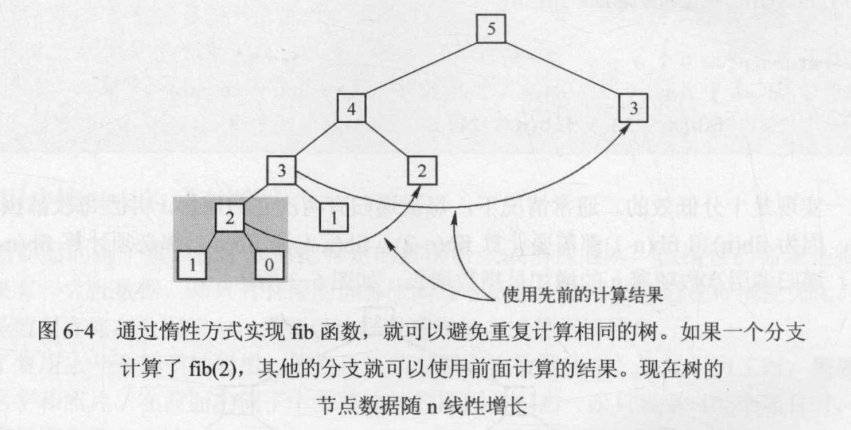 5
4
3
3
2
2
1
1
0
使用先前的计算结果
图 6-4 通过惰性方式实现 fib 函数，就可以避免重复计算相同的树。如果一个分支
计算了 fib(2)，其他的分支就可以使用前面计算的结果。现在树的
节点数据随 n 线性增长